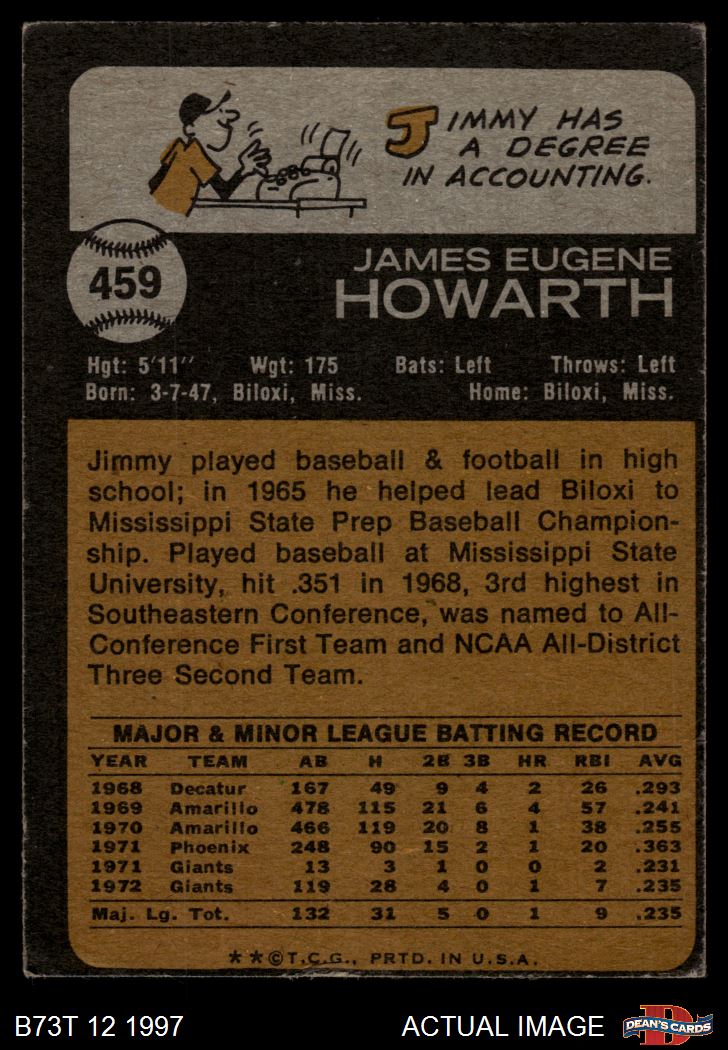 JIMMY HAS
A DEGREE
IN ACCOUNTING.
459
JAMES EUGENE
HOWARTH
Hgt: 5'11" Wgt: 175 Bats: Left Throws: Left
Born: 3-7-47, Biloxi, Miss. Home: Biloxi, Miss.
Jimmy played baseball & football in high
school; in 1965 he helped lead Biloxi to
Mississippi State Prep Baseball Champion-
ship. Played baseball at Mississippi State
University, hit .351 in 1968, 3rd highest in
Southeastern Conference, was named to All-
Conference First Team and NCAA All-District
Three Second Team.
MAJOR & MINOR LEAGUE BATTING RECORD
YEAR TEAM AB H 2B 3B HR RBI AVG
1968 Decatur 167 49 9 4 2 26 .293
1969 Amarillo 478 115 21 6 4 57 .241
1970 Amarillo 466 119 20 8 1 38 .255
1971 Phoenix 248 90 15 2 1 20 .363
1971 Giants 13 3 1 0 0 2 .231
1972 Giants 119 28 4 0 1 7 .235
Maj. Lg. Tot. 132 31 5 0 1 9 .235
**©T.C.G., PRTD. IN U.S.A.
B73T 12 1997 ACTUAL IMAGE D DEAN'S CARDS